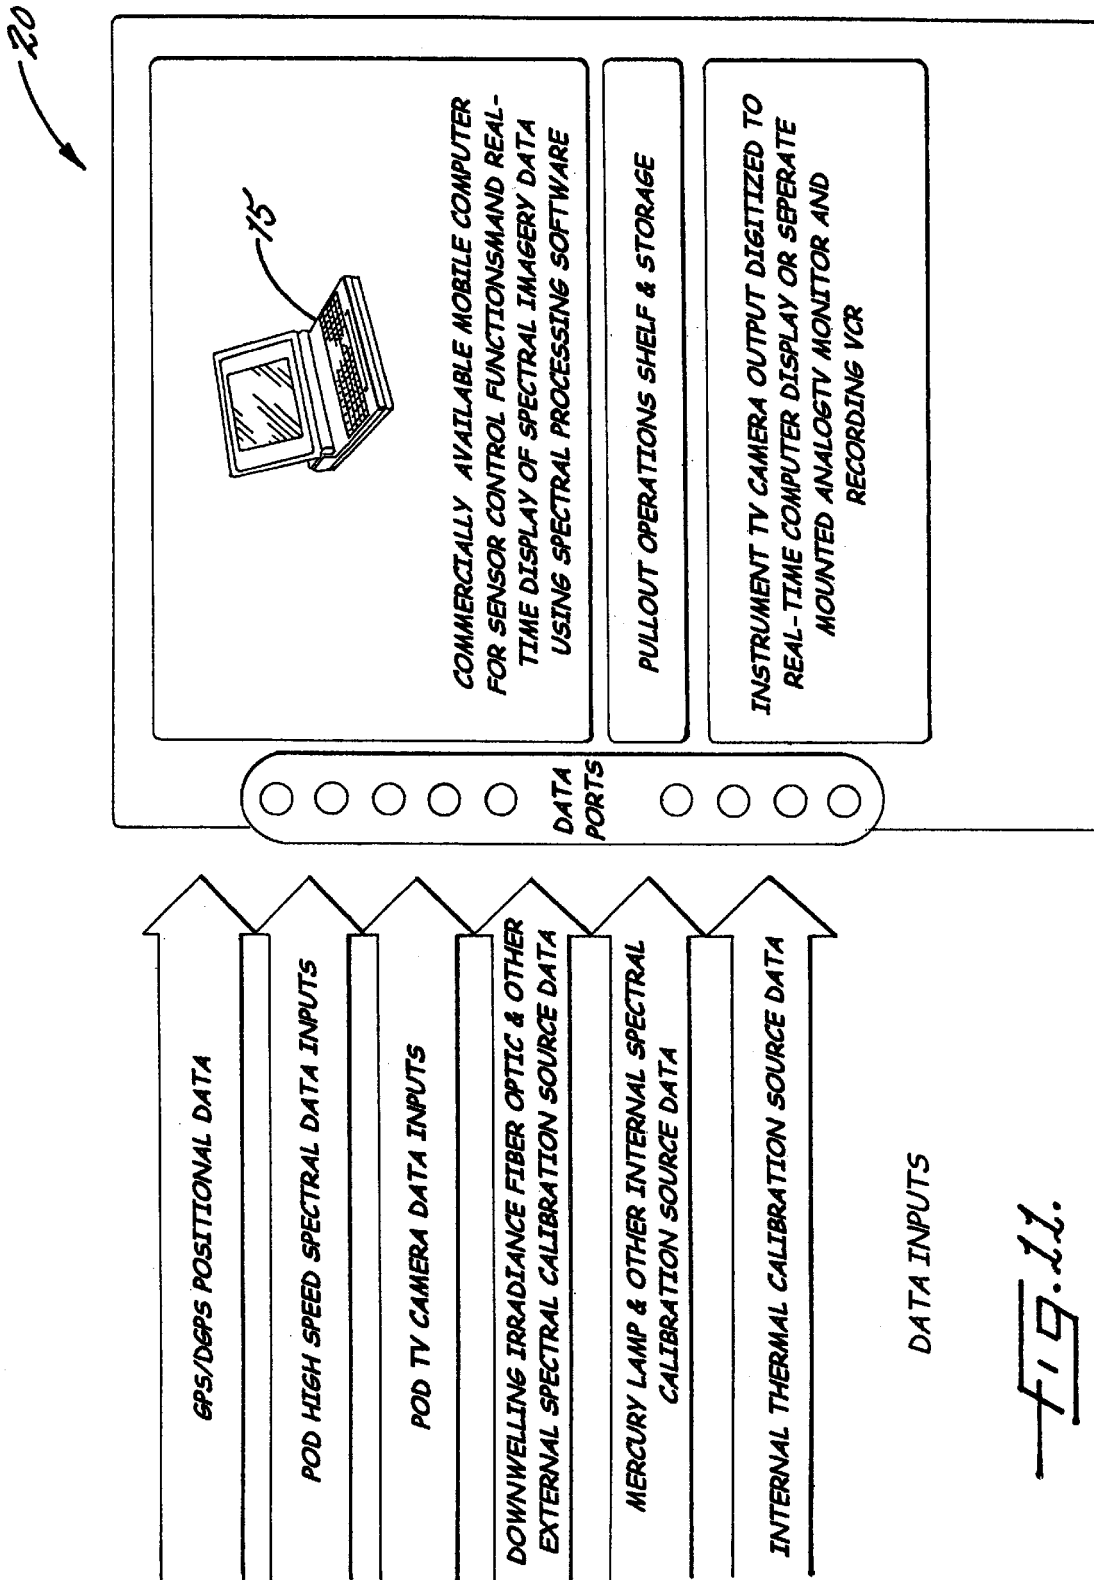 20
15
COMMERCIALLY AVAILABLE MOBILE COMPUTER
FOR SENSOR CONTROL FUNCTIONSMAND REAL-
TIME DISPLAY OF SPECTRAL IMAGERY DATA
USING SPECTRAL PROCESSING SOFTWARE
PULLOUT OPERATIONS SHELF & STORAGE
INSTRUMENT TV CAMERA OUTPUT DIGITIZED TO
REAL-TIME COMPUTER DISPLAY OR SEPERATE
MOUNTED ANALOGTV MONITOR AND
RECORDING VCR
DATA
PORTS
GPS/DGPS POSITIONAL DATA
POD HIGH SPEED SPECTRAL DATA INPUTS
POD TV CAMERA DATA INPUTS
DOWNWELLING IRRADIANCE FIBER OPTIC & OTHER
EXTERNAL SPECTRAL CALIBRATION SOURCE DATA
MERCURY LAMP & OTHER INTERNAL SPECTRAL
CALIBRATION SOURCE DATA
INTERNAL THERMAL CALIBRATION SOURCE DATA
DATA INPUTS
Fig. 11.